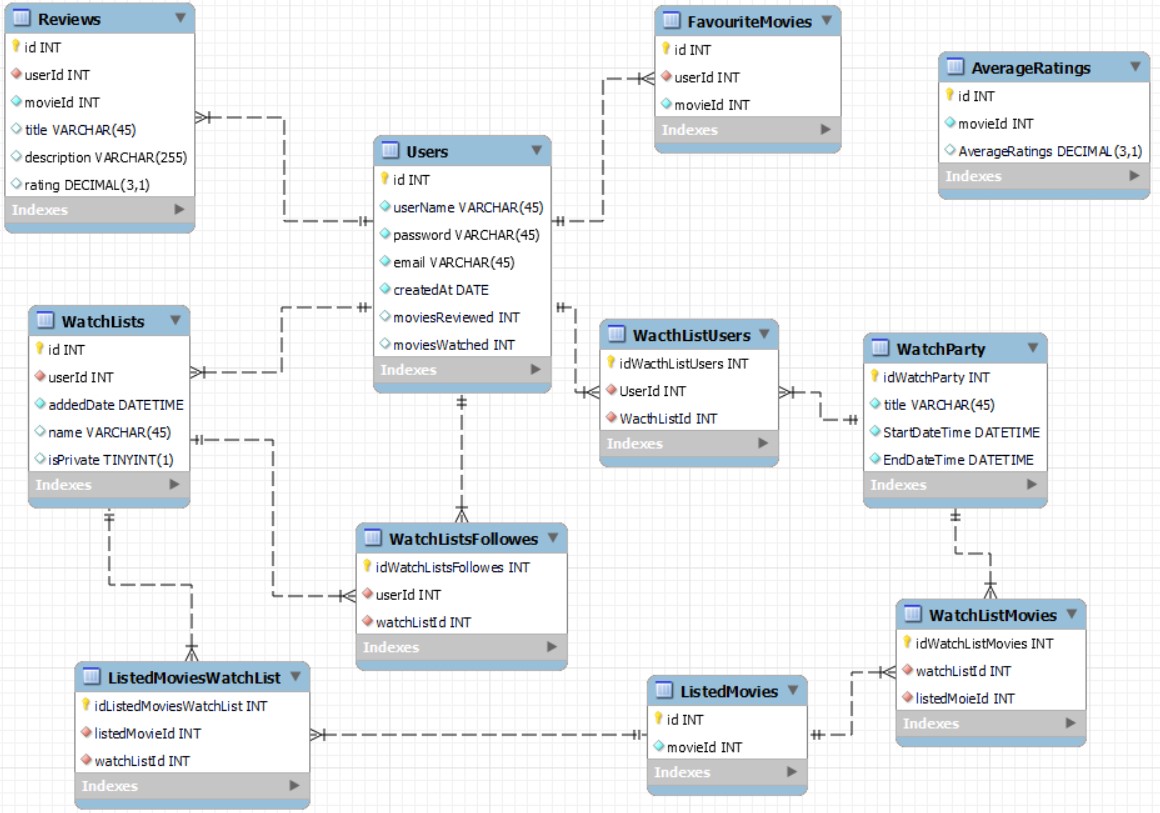 Reviews
id INT
userId INT
movieId INT
title VARCHAR(45)
description VARCHAR(255)
rating DECIMAL(3,1)
Indexes
FavouriteMovies
id INT
userId INT
movieId INT
Indexes
AverageRatings
id INT
movieId INT
AverageRatings DECIMAL(3,1)
Indexes
Users
id INT
userName VARCHAR(45)
password VARCHAR(45)
email VARCHAR(45)
createdAt DATE
moviesReviewed INT
moviesWatched INT
Indexes
WatchLists
id INT
userId INT
addedDate DATETIME
name VARCHAR(45)
isPrivate TINYINT(1)
Indexes
WacthListUsers
idWacthListUsers INT
UserId INT
WacthListId INT
Indexes
WatchParty
idWatchParty INT
title VARCHAR(45)
StartDateTime DATETIME
EndDateTime DATETIME
Indexes
WatchListsFollowes
idWatchListsFollowes INT
userId INT
watchListId INT
Indexes
WatchListMovies
idWatchListMovies INT
watchListId INT
listedMoieId INT
Indexes
ListedMoviesWatchList
idListedMoviesWatchList INT
listedMovieId INT
watchListId INT
Indexes
ListedMovies
id INT
movieId INT
Indexes